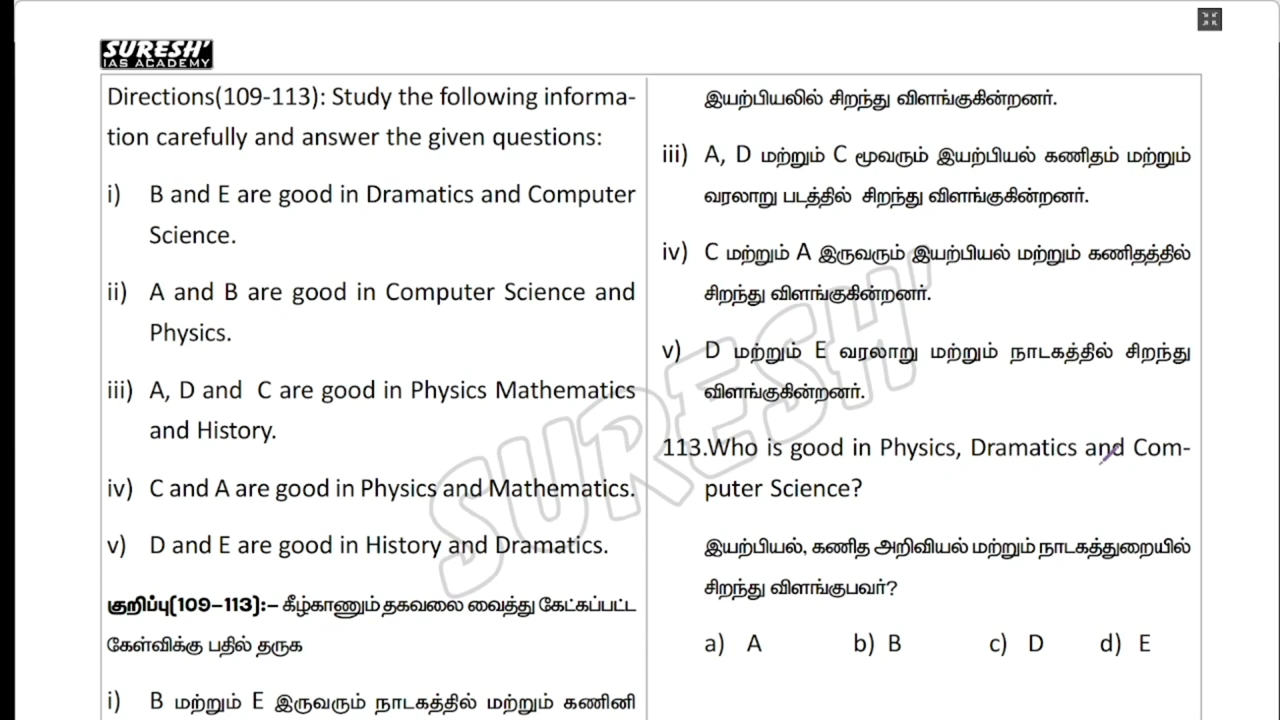 SURESH'
IAS ACADEMY
Directions(109-113): Study the following informa-
tion carefully and answer the given questions:
i) B and E are good in Dramatics and Computer
Science.
ii) A and B are good in Computer Science and
Physics.
iii) A, D and C are good in Physics Mathematics
and History.
iv) C and A are good in Physics and Mathematics.
v) D and E are good in History and Dramatics.
குறிப்பு(109–113):– கீழ்காணும் தகவலை வைத்து கேட்கப்பட்ட
கேள்விக்கு பதில் தருக
i) B மற்றும் E இருவரும் நாடகத்தில் மற்றும் கணினி
இயற்பியலில் சிறந்து விளங்குகின்றனர்.
iii) A, D மற்றும் C மூவரும் இயற்பியல் கணிதம் மற்றும்
வரலாறு படத்தில் சிறந்து விளங்குகின்றனர்.
iv) C மற்றும் A இருவரும் இயற்பியல் மற்றும் கணிதத்தில்
சிறந்து விளங்குகின்றனர்.
v) D மற்றும் E வரலாறு மற்றும் நாடகத்தில் சிறந்து
விளங்குகின்றனர்.
113.Who is good in Physics, Dramatics and Com-
puter Science?
இயற்பியல், கணித அறிவியல் மற்றும் நாடகத்துறையில்
சிறந்து விளங்குபவர்?
a) A b) B c) D d) E
SURESH'